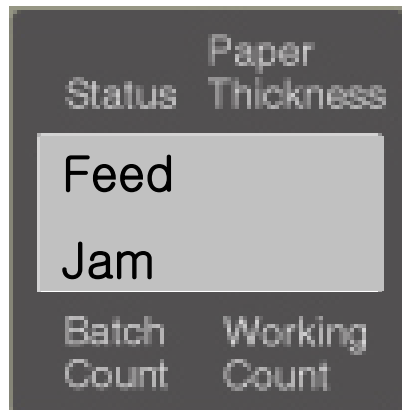 Paper
Status Thickness
Feed
Jam
Batch Working
Count Count